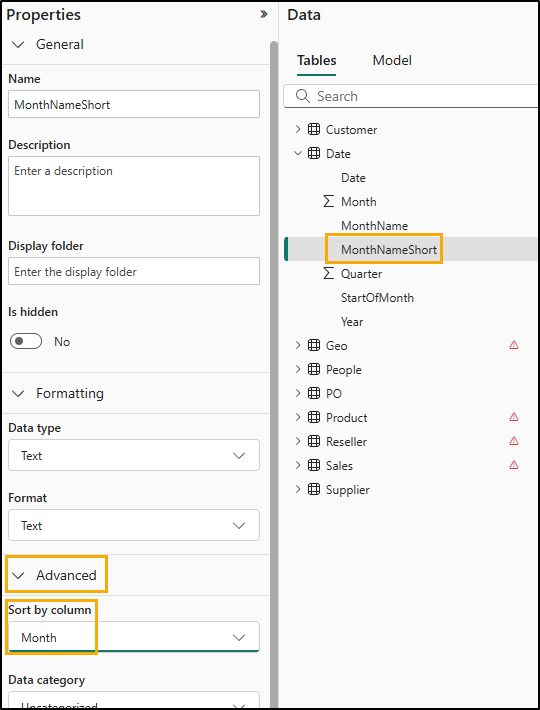 Properties
General
Name
MonthNameShort
Description
Enter a description
Display folder
Enter the display folder
Is hidden
No
Formatting
Data type
Text
Format
Text
Advanced
Sort by column
Month
Data category
Uncategorized
Data
Tables Model
Search
Customer
Date
Date
Month
MonthName
MonthNameShort
Quarter
StartOfMonth
Year
Geo
People
PO
Product
Reseller
Sales
Supplier